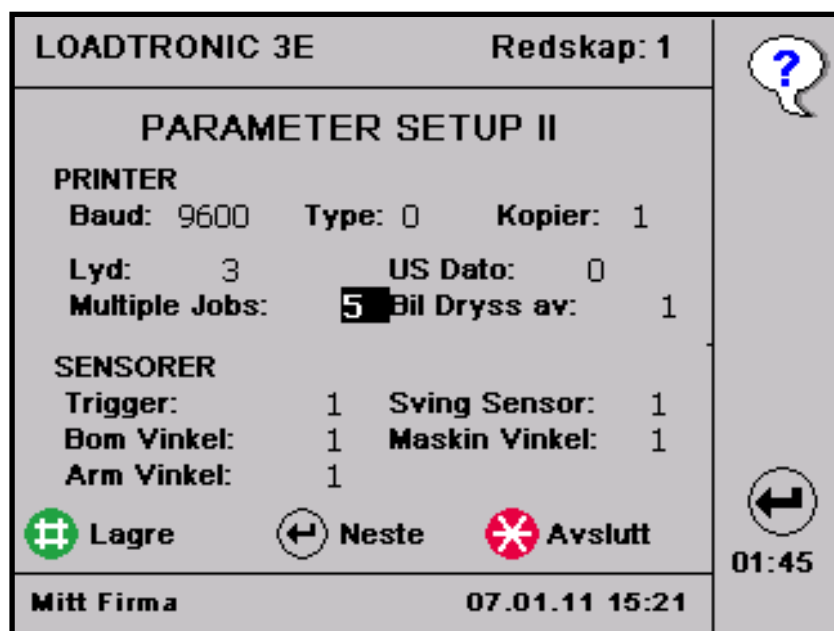 LOADTRONIC 3E Redskap: 1
?
PARAMETER SETUP II
PRINTER
Baud: 9600 Type: 0 Kopier: 1
Lyd: 3 US Dato: 0
Multiple Jobs: 5 Bil Dryss av: 1
SENSORER
Trigger: 1 Sving Sensor: 1
Bom Vinkel: 1 Maskin Vinkel: 1
Arm Vinkel: 1
# Lagre Neste * Avslutt
01:45
Mitt Firma 07.01.11 15:21